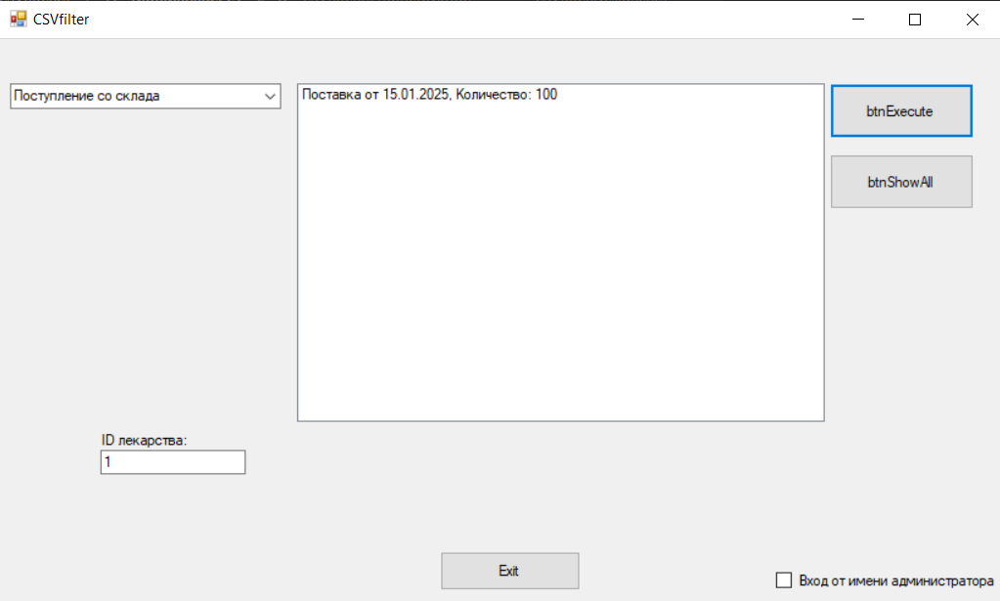 CSVfilter
Поступление со склада
Поставка от 15.01.2025, Количество: 100
btnExecute
btnShowAll
ID лекарства:
1
Exit
Вход от имени администратора